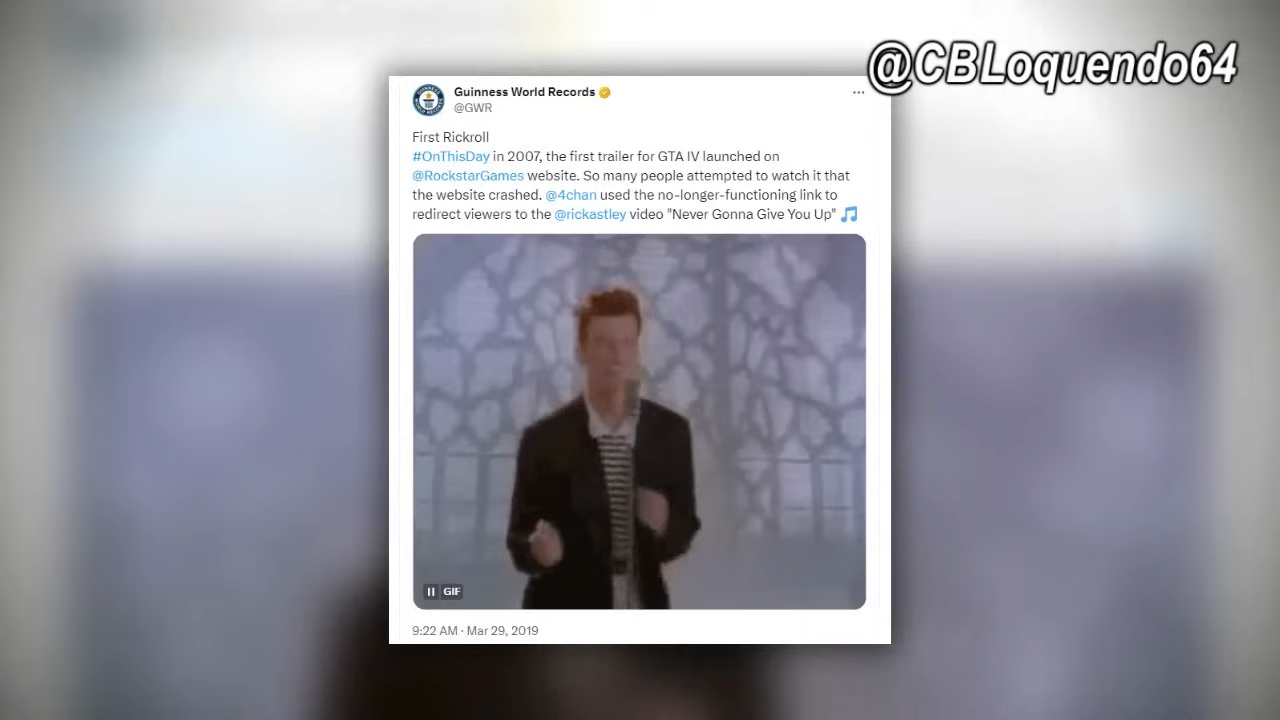 @CBLoquendo64
Guinness World Records
@GWR
First Rickroll
#OnThisDay in 2007, the first trailer for GTA IV launched on
@RockstarGames website. So many people attempted to watch it that
the website crashed. @4chan used the no-longer-functioning link to
redirect viewers to the @rickastley video "Never Gonna Give You Up" 🎵
GIF
9:22 AM · Mar 29, 2019